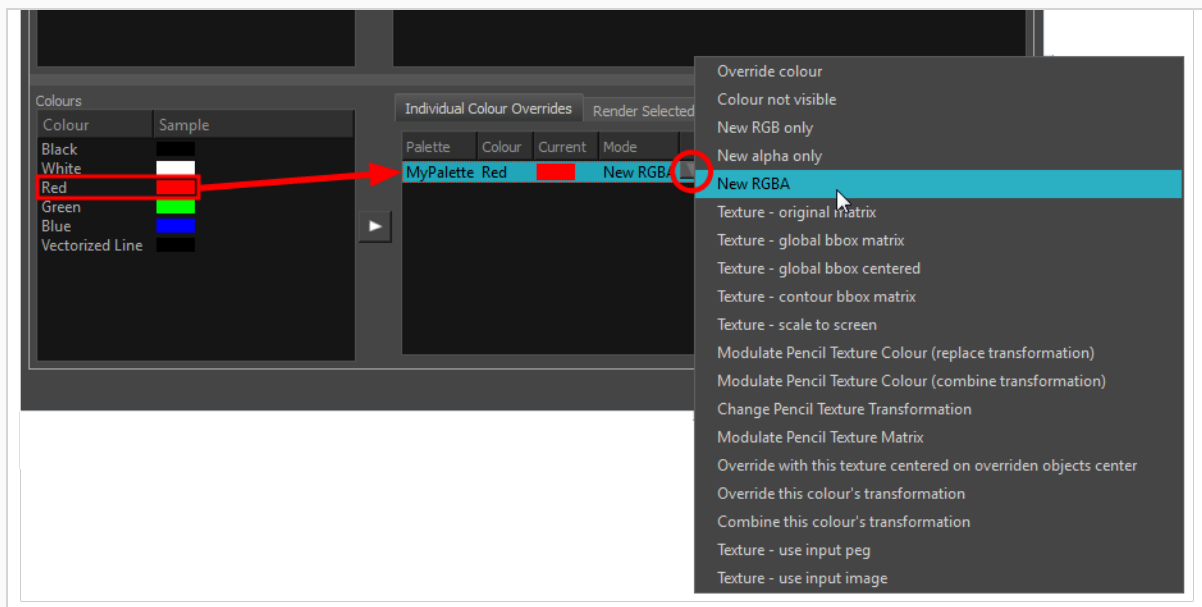 Colours
Colour Sample
Black
White
Red
Green
Blue
Vectorized Line
Individual Colour Overrides Render Selected
Palette Colour Current Mode
MyPalette Red New RGBA
Override colour
Colour not visible
New RGB only
New alpha only
New RGBA
Texture - original matrix
Texture - global bbox matrix
Texture - global bbox centered
Texture - contour bbox matrix
Texture - scale to screen
Modulate Pencil Texture Colour (replace transformation)
Modulate Pencil Texture Colour (combine transformation)
Change Pencil Texture Transformation
Modulate Pencil Texture Matrix
Override with this texture centered on overriden objects center
Override this colour's transformation
Combine this colour's transformation
Texture - use input peg
Texture - use input image